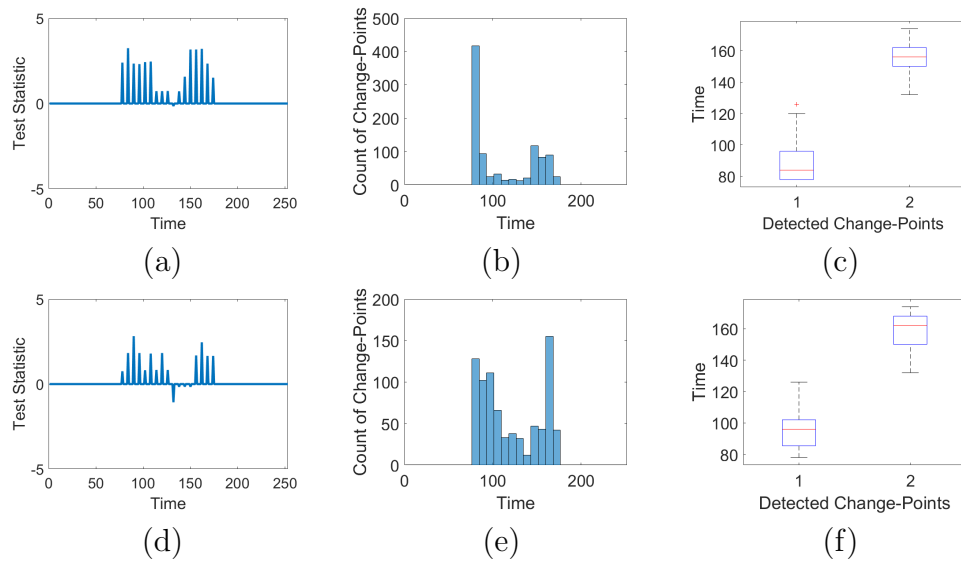 5
0
-5
Test Statistic
0 50 100 150 200 250
Time
(a)
500
400
300
200
100
0
Count of Change-Points
0 100 200
Time
(b)
160
140
120
100
80
Time
1 2
Detected Change-Points
(c)
5
0
-5
Test Statistic
0 50 100 150 200 250
Time
(d)
200
150
100
50
0
Count of Change-Points
0 100 200
Time
(e)
160
140
120
100
80
Time
1 2
Detected Change-Points
(f)